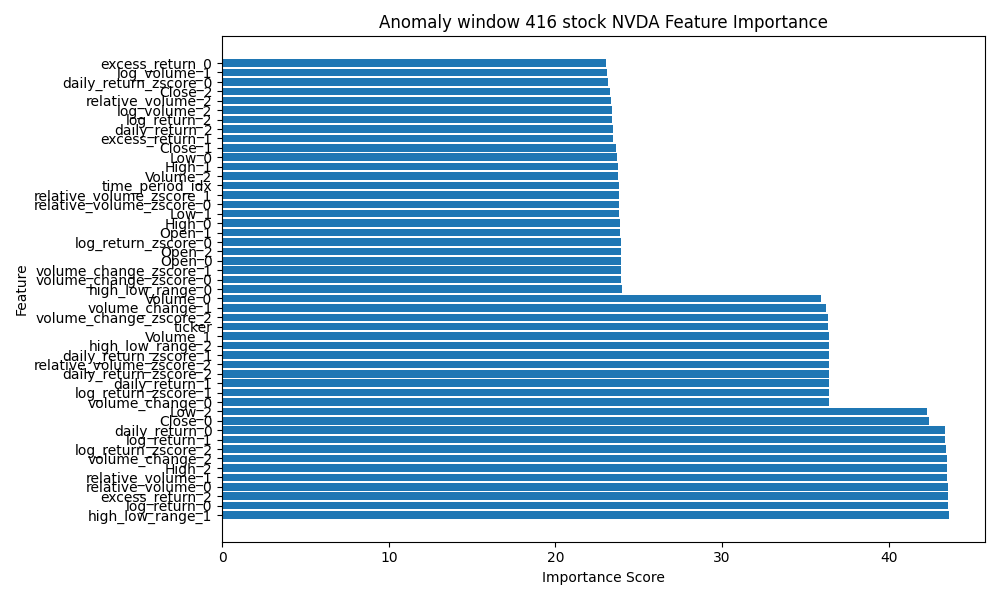 Anomaly window 416 stock NVDA Feature Importance
excess_return_0
log_volume_1
daily_return_zscore_0
Close_2
relative_volume_2
log_volume_2
log_return_2
daily_return_2
excess_return_1
Close_1
Low_0
High_1
Volume_2
time_period_idx
relative_volume_zscore_1
relative_volume_zscore_0
Low_1
High_0
Open_1
log_return_zscore_0
Open_2
Open_0
volume_change_zscore_1
volume_change_zscore_0
high_low_range_0
Volume_0
volume_change_1
volume_change_zscore_2
ticker
Volume_1
high_low_range_2
daily_return_zscore_1
relative_volume_zscore_2
daily_return_zscore_2
daily_return_1
log_return_zscore_1
volume_change_0
Low_2
Close_0
daily_return_0
log_return_1
log_return_zscore_2
volume_change_2
High_2
relative_volume_1
relative_volume_0
excess_return_2
log_return_0
high_low_range_1
Feature
0 10 20 30 40
Importance Score